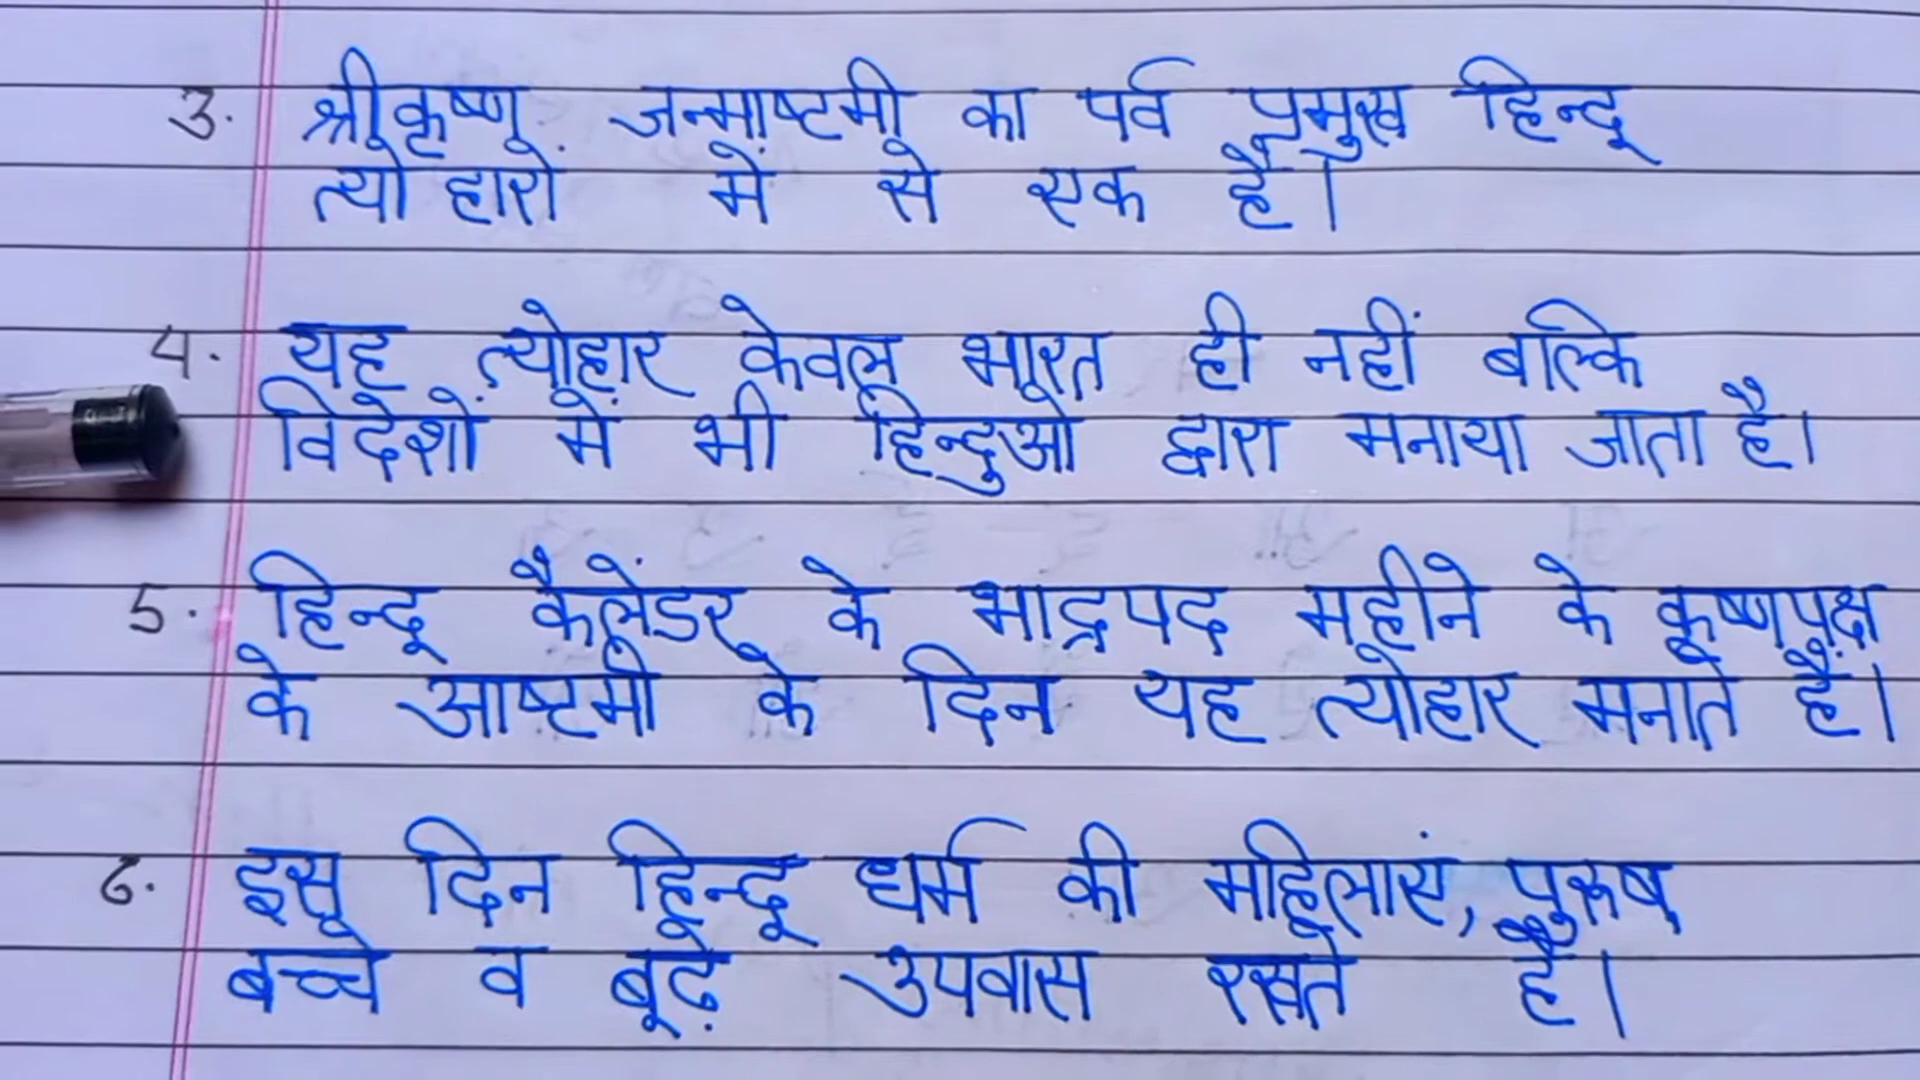 3. श्रीकृष्ण जन्माष्टमी का पर्व प्रमुख हिन्दू
त्योहारों में से एक है।
4. यह त्योहार केवल भारत ही नहीं बल्कि
विदेशों में भी हिन्दुओं द्वारा मनाया जाता है।
5. हिन्दू कैलेंडर के भाद्रपद महीने के कृष्णपक्ष
के आष्टमी के दिन यह त्योहार मनाते हैं।
6. इस दिन हिन्दू धर्म की महिलाएं, पुरूष
बच्चे व बूढ़े उपवास रखते हैं।